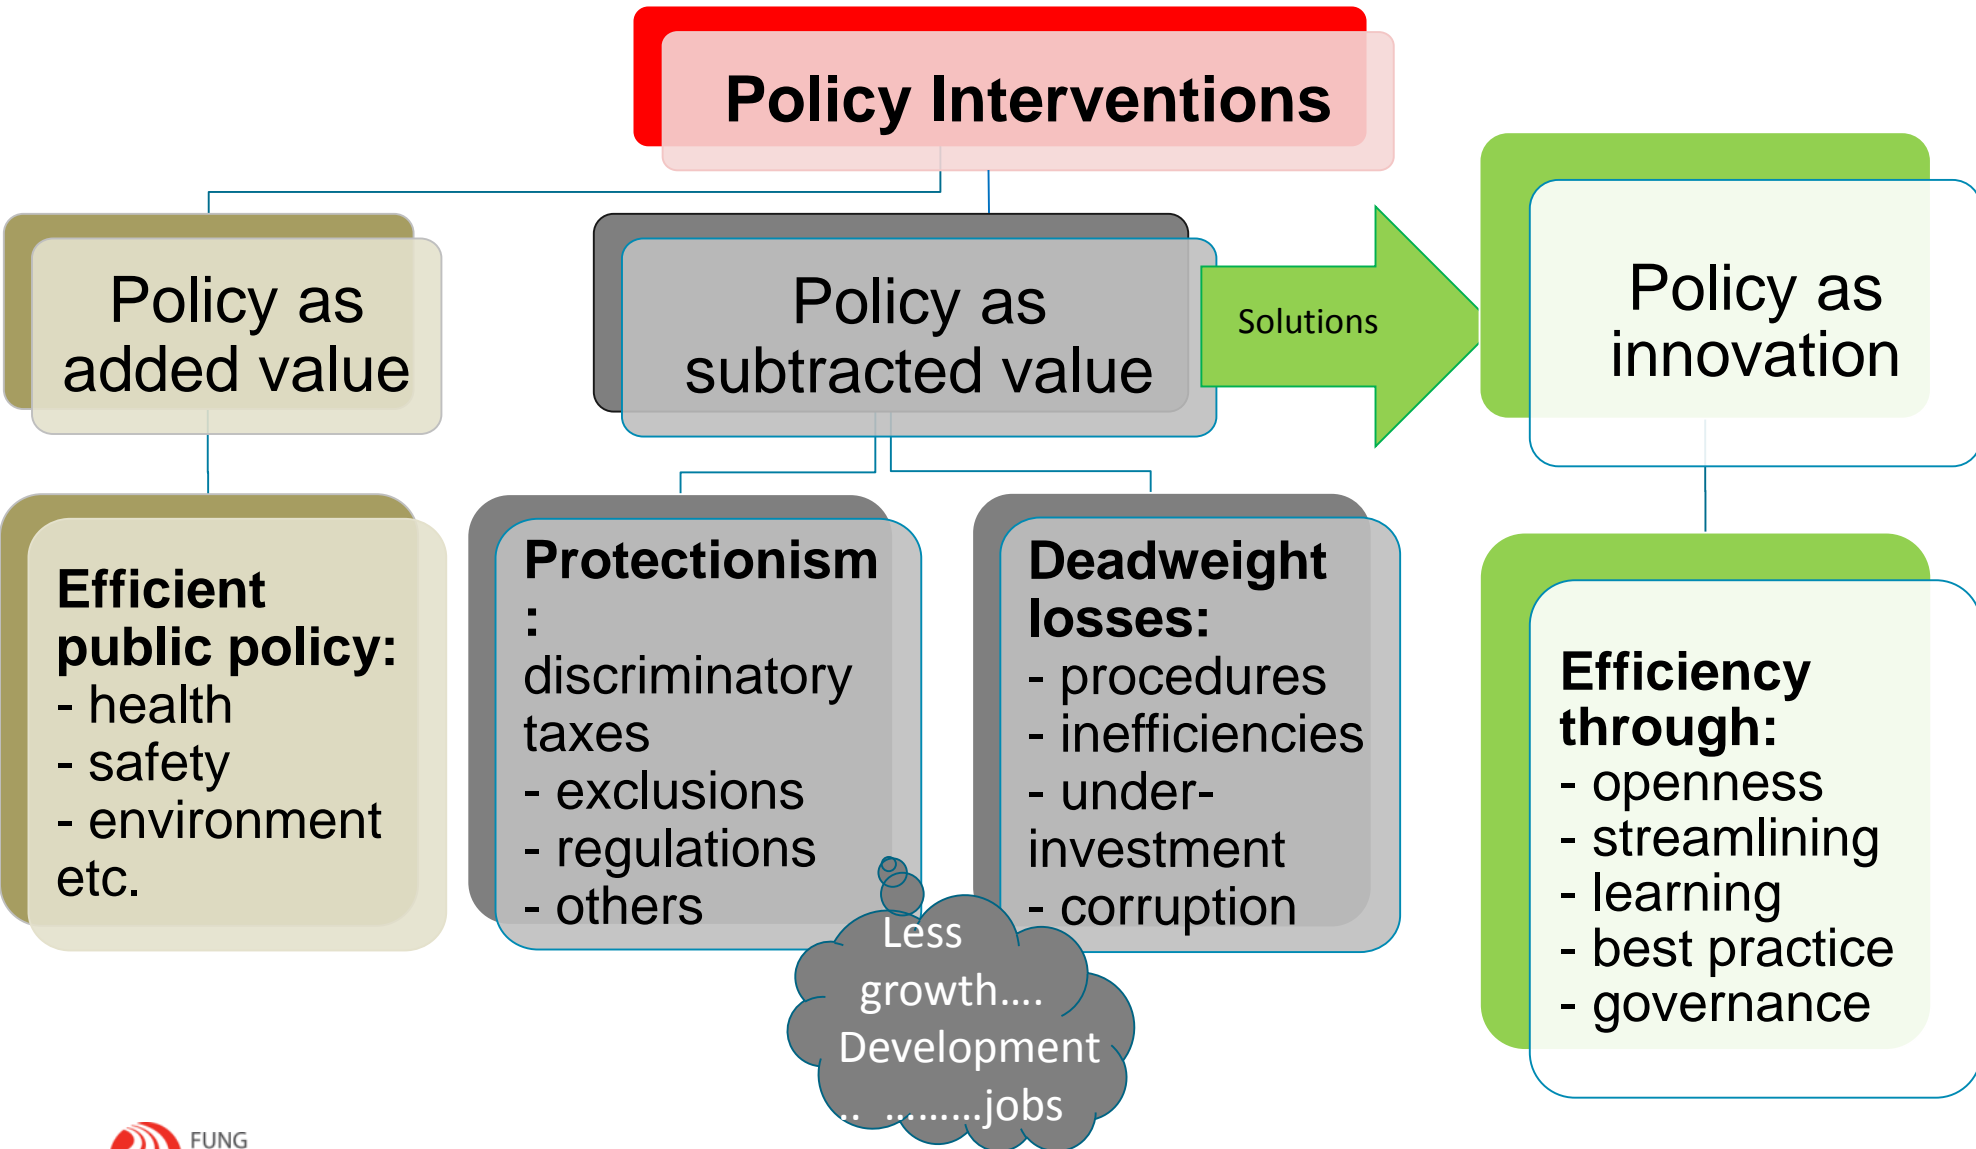 Policy Interventions
Policy as
added value
Policy as
subtracted value
Solutions
Policy as
innovation
Efficient
public policy:
- health
- safety
- environment
etc.
Protectionism
:
discriminatory
taxes
- exclusions
- regulations
- others
Deadweight
losses:
- procedures
- inefficiencies
- under-
investment
- corruption
Less
growth....
Development
.. .........jobs
Efficiency
through:
- openness
- streamlining
- learning
- best practice
- governance
FUNG